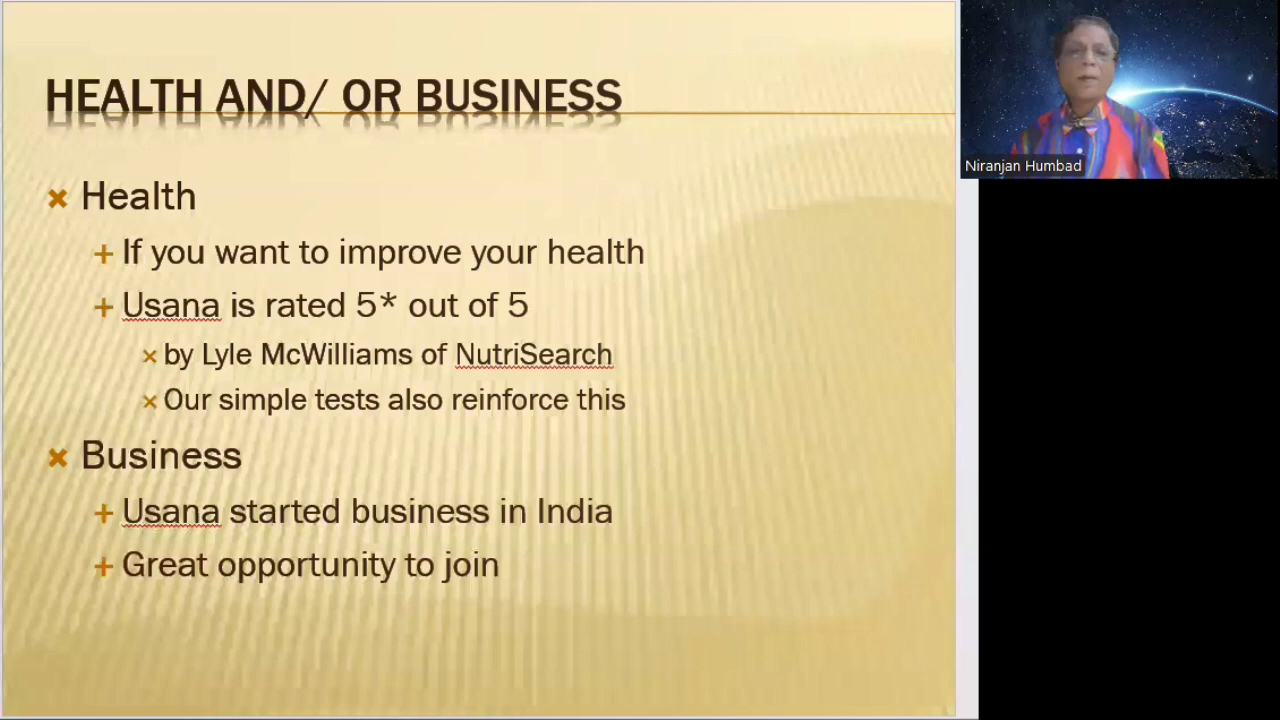 HEALTH AND/ OR BUSINESS
Health
If you want to improve your health
Usana is rated 5* out of 5
by Lyle McWilliams of NutriSearch
Our simple tests also reinforce this
Business
Usana started business in India
Great opportunity to join
Niranjan Humbad